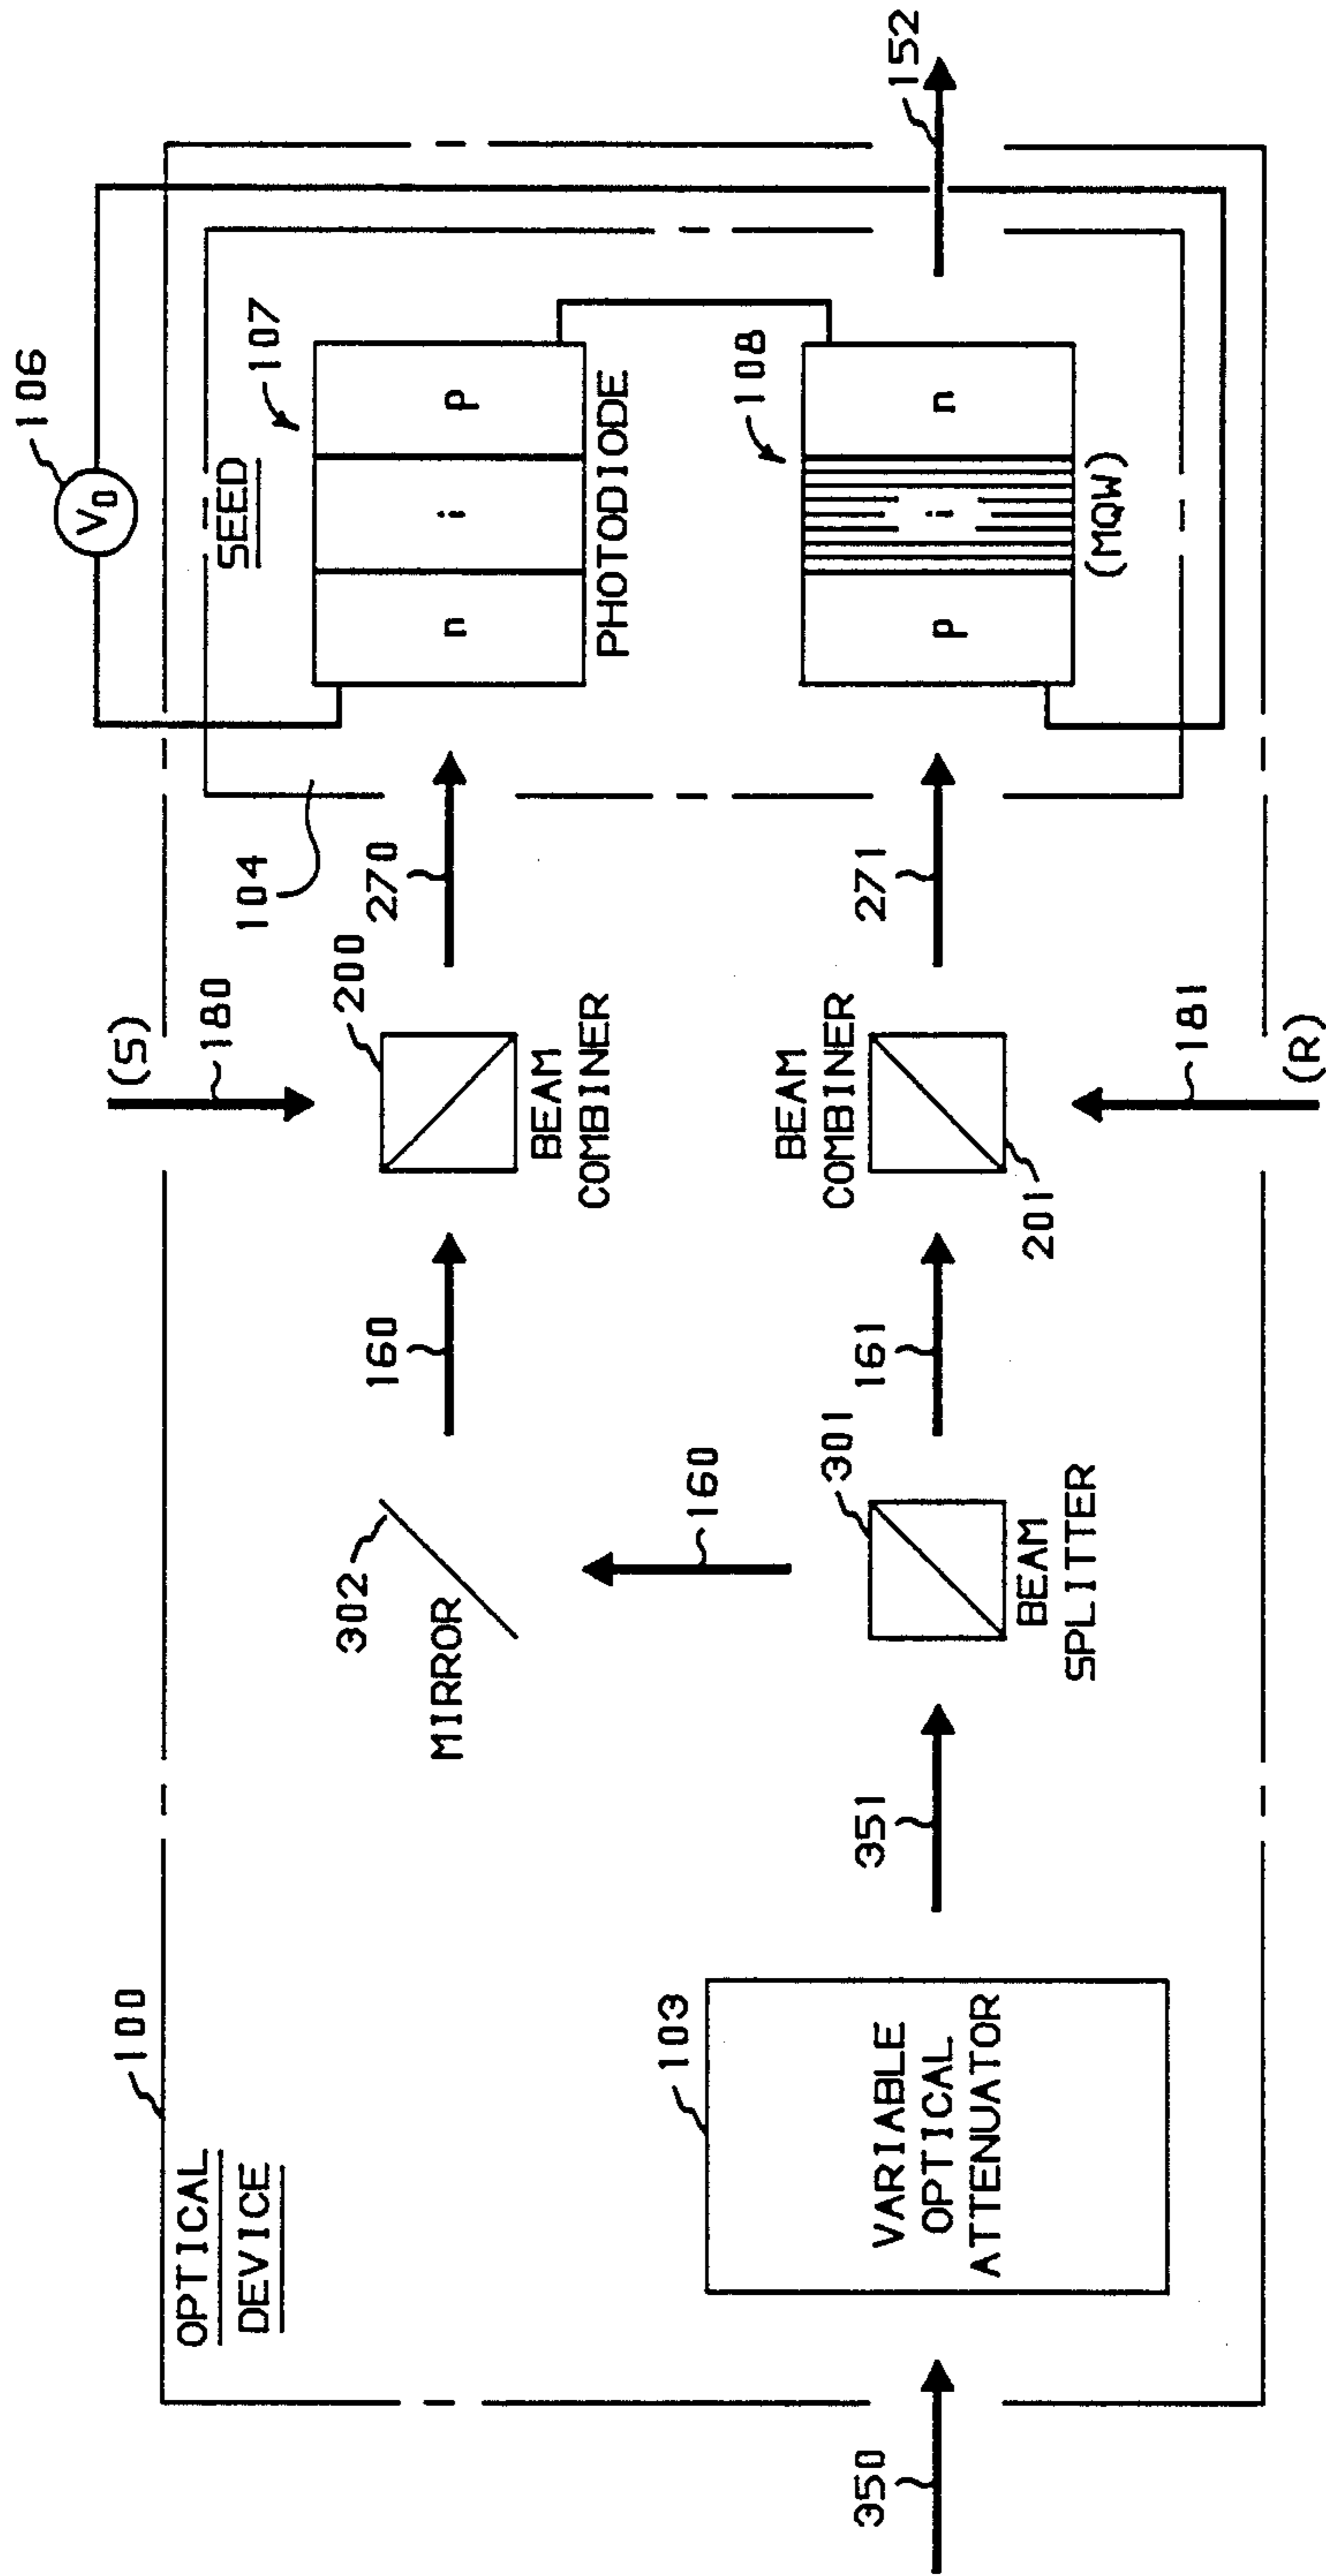 OPTICAL
DEVICE
100
350
103
VARIABLE
OPTICAL
ATTENUATOR
351
MIRROR
302
160
301
BEAM
SPLITTER
160
161
(S)
180
200
BEAM
COMBINER
BEAM
COMBINER
201
181
(R)
270
271
104
106
V0
SEED
107
n
i
p
PHOTODIODE
108
p
i
n
(MQW)
152